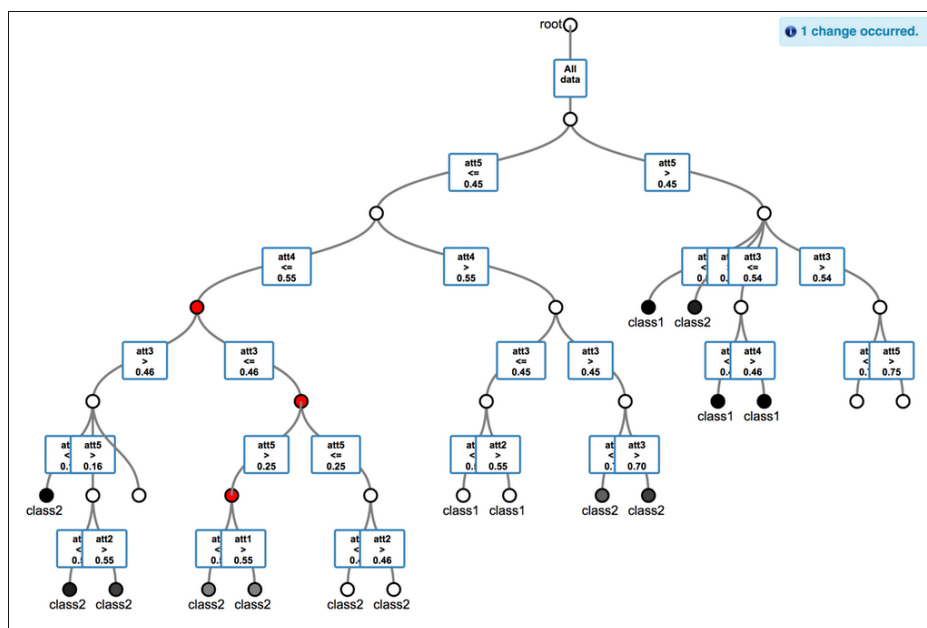 root
1 change occurred.
All
data
att5
<=
0.45
att5
>
0.45
att4
<=
0.55
att4
>
0.55
att3
<=
0.54
att3
>
0.54
class1
class2
att3
>
0.46
att3
<=
0.46
att3
<=
0.45
att3
>
0.45
att4
>
0.46
att5
>
0.75
class1
class1
att5
>
0.16
att5
>
0.25
att5
<=
0.25
att2
>
0.55
att3
>
0.70
class2
class1
class1
class2
class2
att2
>
0.55
att1
>
0.55
att2
>
0.46
class2
class2
class2
class2
class2
class2